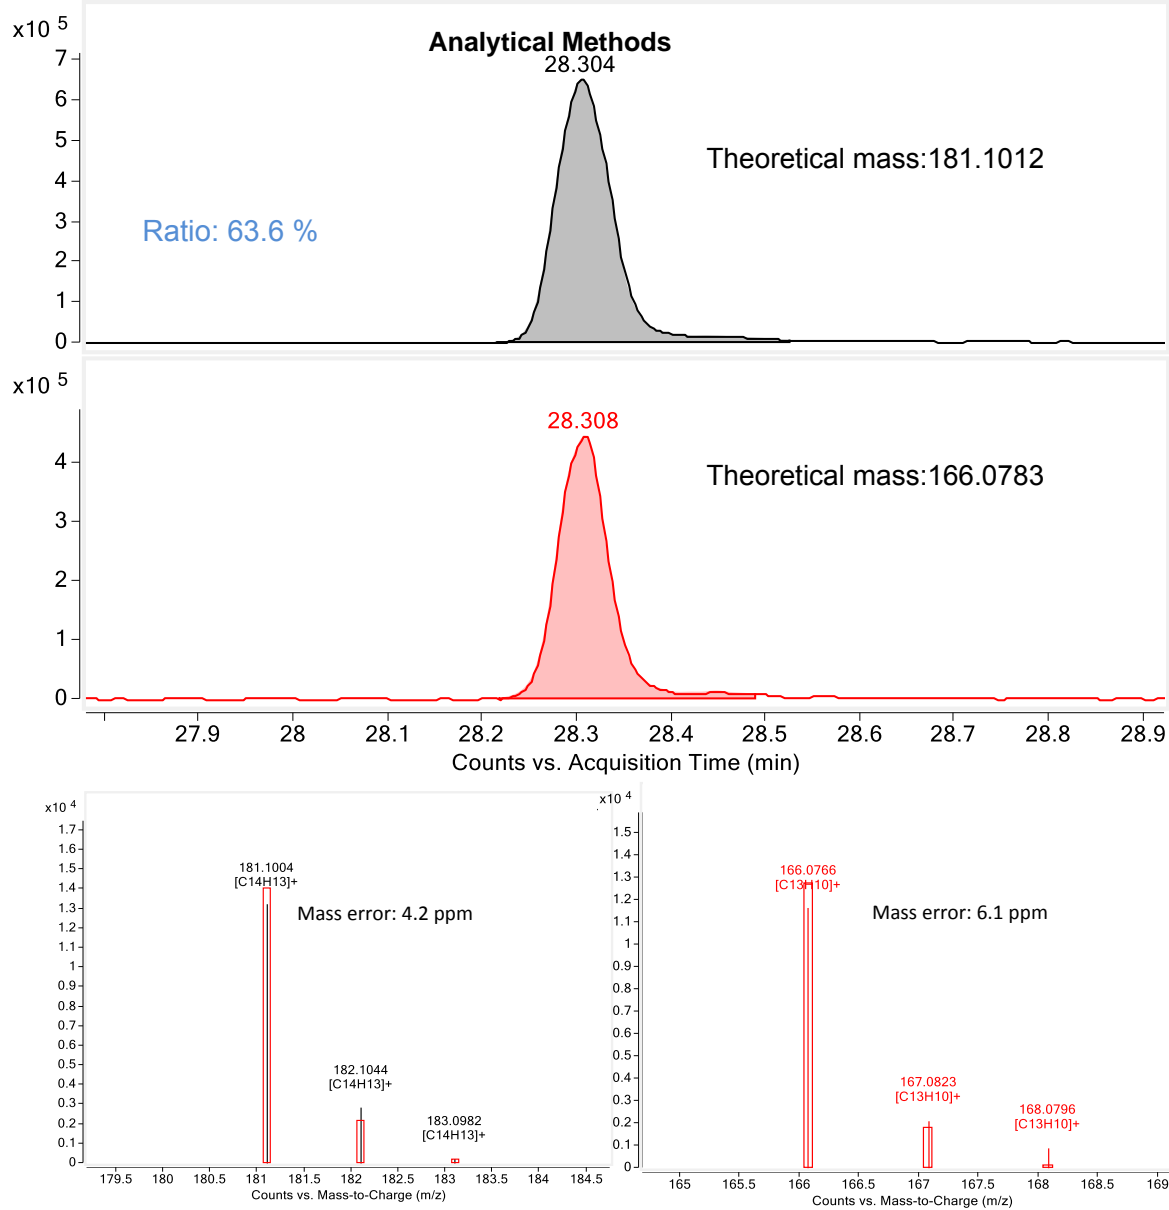 x10 5
Analytical Methods
28.304
7
6
5
4
3
2
1
0
Theoretical mass:181.1012
Ratio: 63.6 %
x10 5
28.308
4
3
2
1
0
Theoretical mass:166.0783
27.9 28 28.1 28.2 28.3 28.4 28.5 28.6 28.7 28.8 28.9
Counts vs. Acquisition Time (min)
x10 4
1.7
1.6
1.5
1.4
1.3
1.2
1.1
1
0.9
0.8
0.7
0.6
0.5
0.4
0.3
0.2
0.1
0
181.1004
[C14H13]+
Mass error: 4.2 ppm
182.1044
[C14H13]+
183.0982
[C14H13]+
179.5 180 180.5 181 181.5 182 182.5 183 183.5 184 184.5
Counts vs. Mass-to-Charge (m/z)
x10 4
1.5
1.4
1.3
1.2
1.1
1
0.9
0.8
0.7
0.6
0.5
0.4
0.3
0.2
0.1
0
166.0766
[C13H10]+
Mass error: 6.1 ppm
167.0823
[C13H10]+
168.0796
[C13H10]+
165 165.5 166 166.5 167 167.5 168 168.5 169
Counts vs. Mass-to-Charge (m/z)